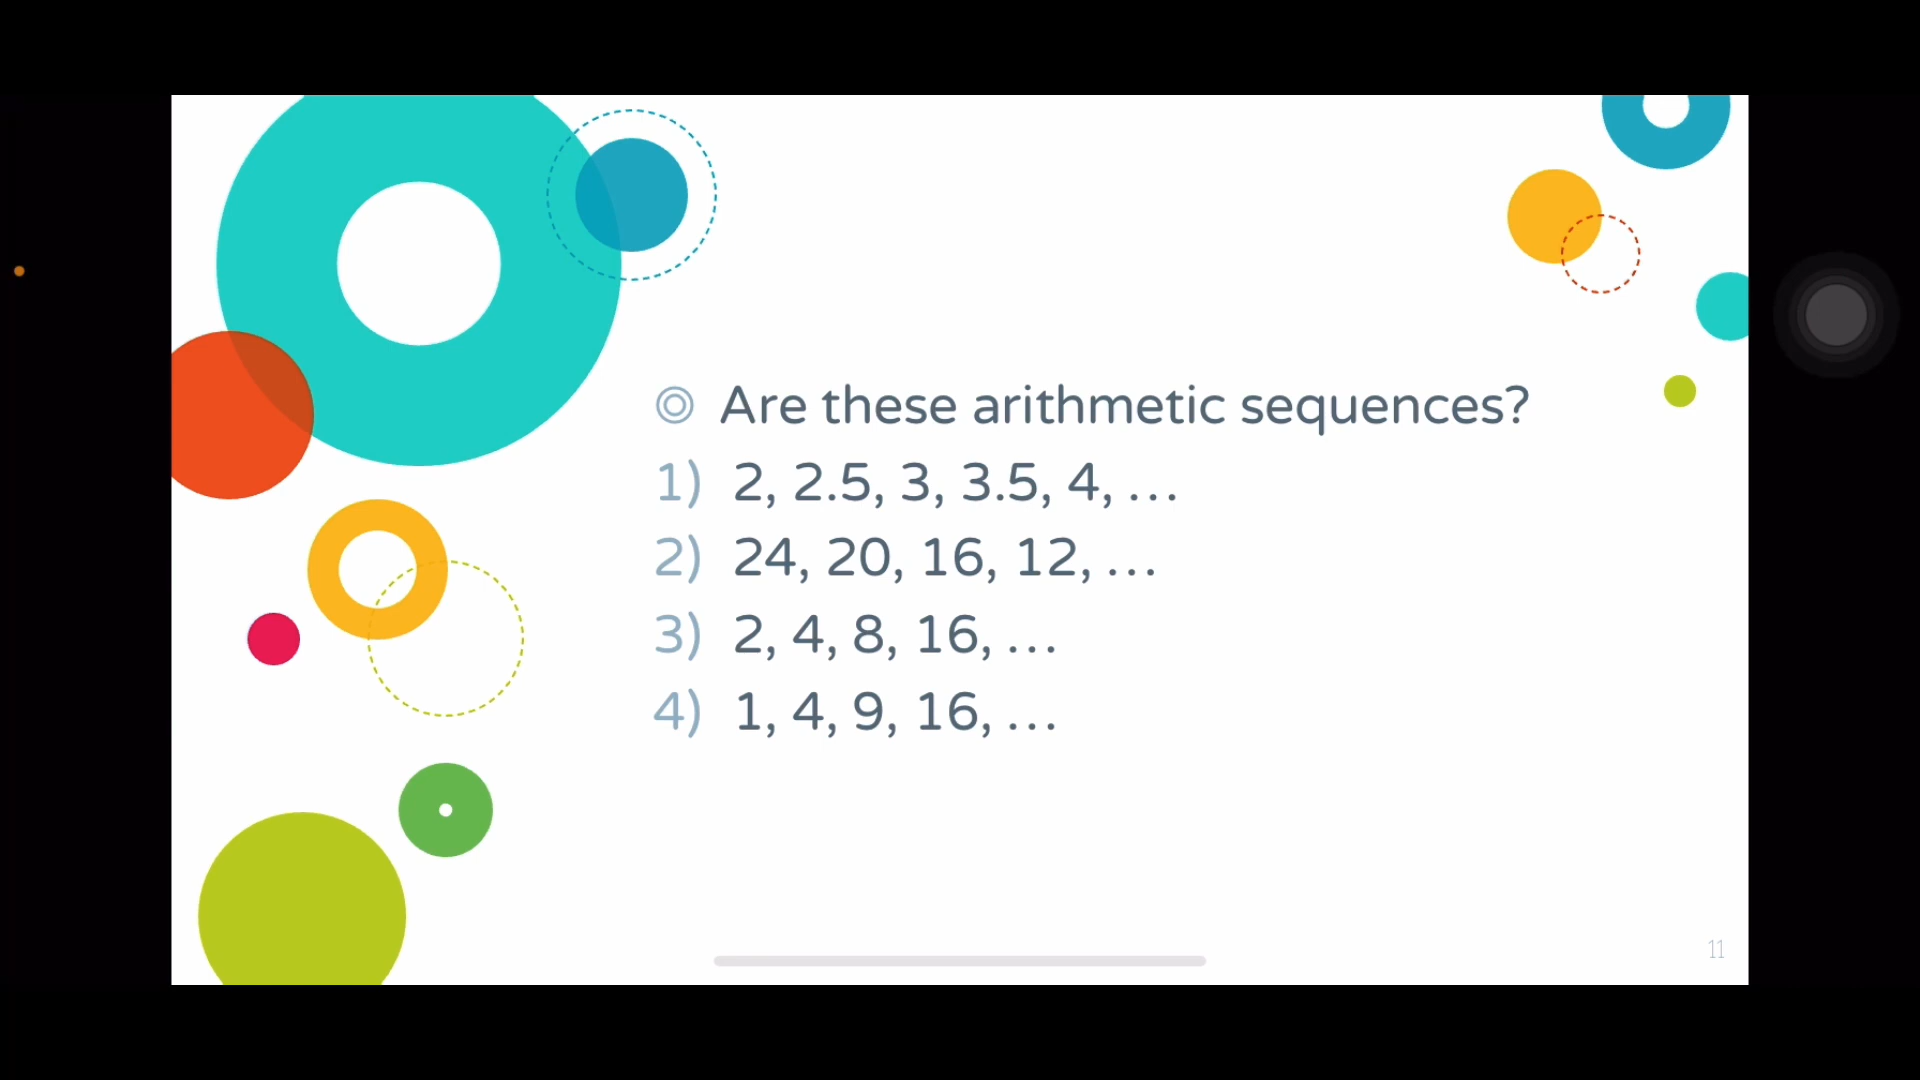 Are these arithmetic sequences?
1) 2, 2.5, 3, 3.5, 4, …
2) 24, 20, 16, 12, …
3) 2, 4, 8, 16, …
4) 1, 4, 9, 16, …
11